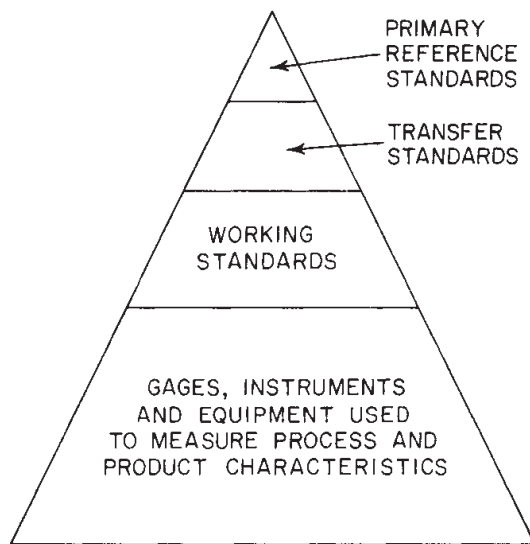 PRIMARY
REFERENCE
STANDARDS
TRANSFER
STANDARDS
WORKING
STANDARDS
GAGES, INSTRUMENTS
AND EQUIPMENT USED
TO MEASURE PROCESS AND
PRODUCT CHARACTERISTICS